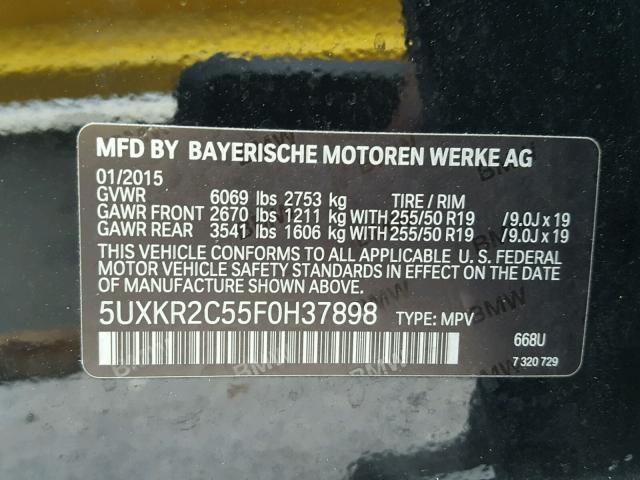 MFD BY BAYERISCHE MOTOREN WERKE AG
01/2015
GVWR 6069 lbs 2753 kg TIRE / RIM
GAWR FRONT 2670 lbs 1211 kg WITH 255/50 R19 /9.0J x 19
GAWR REAR 3541 lbs 1606 kg WITH 255/50 R19 /9.0J x 19
THIS VEHICLE CONFORMS TO ALL APPLICABLE U. S. FEDERAL
MOTOR VEHICLE SAFETY AND THEFT PREVENTION STANDARDS IN
EFFECT ON THE DATE OF MANUFACTURE SHOWN ABOVE.
5UXKR2C55F0H37898 TYPE: MPV
668U
7 320 729